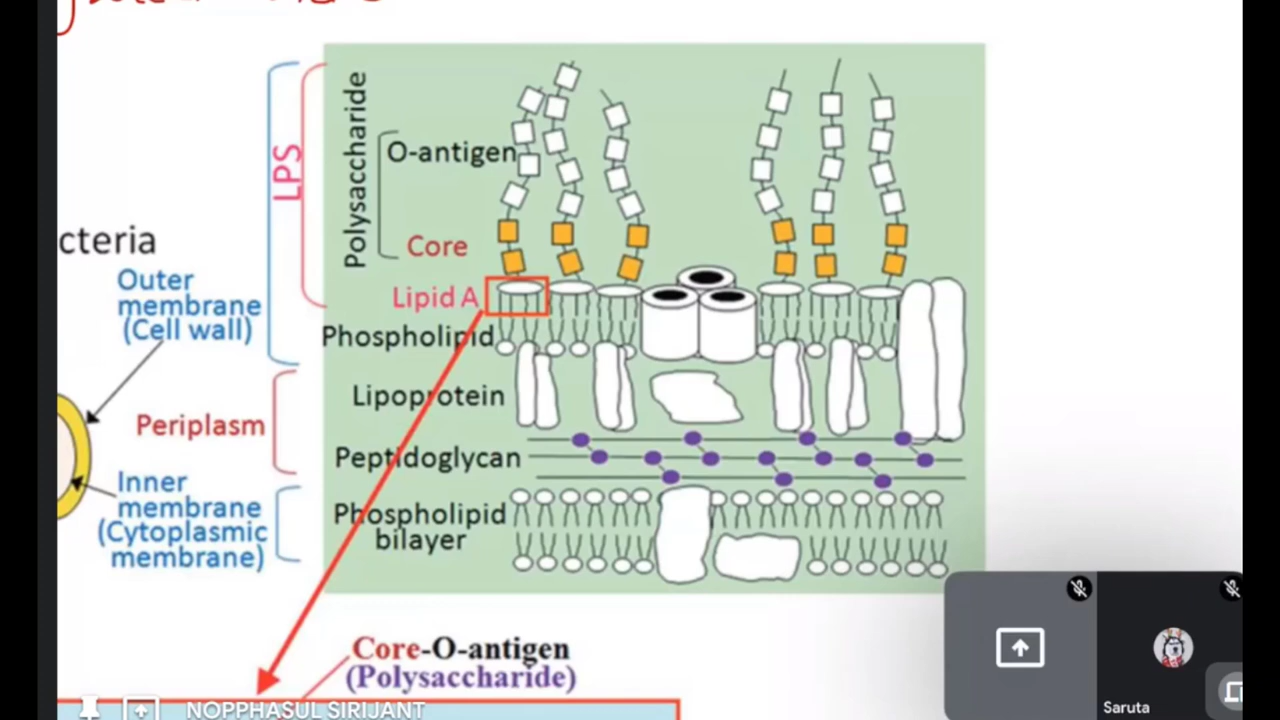 Polysaccharide
LPS
O-antigen
Core
cteria
Outer
membrane
(Cell wall)
Lipid A
Phospholipid
Lipoprotein
Periplasm
Peptidoglycan
Inner
membrane
(Cytoplasmic
membrane)
Phospholipid
bilayer
Core-O-antigen
(Polysaccharide)
NOPPHASUL SIRIJANT
Saruta